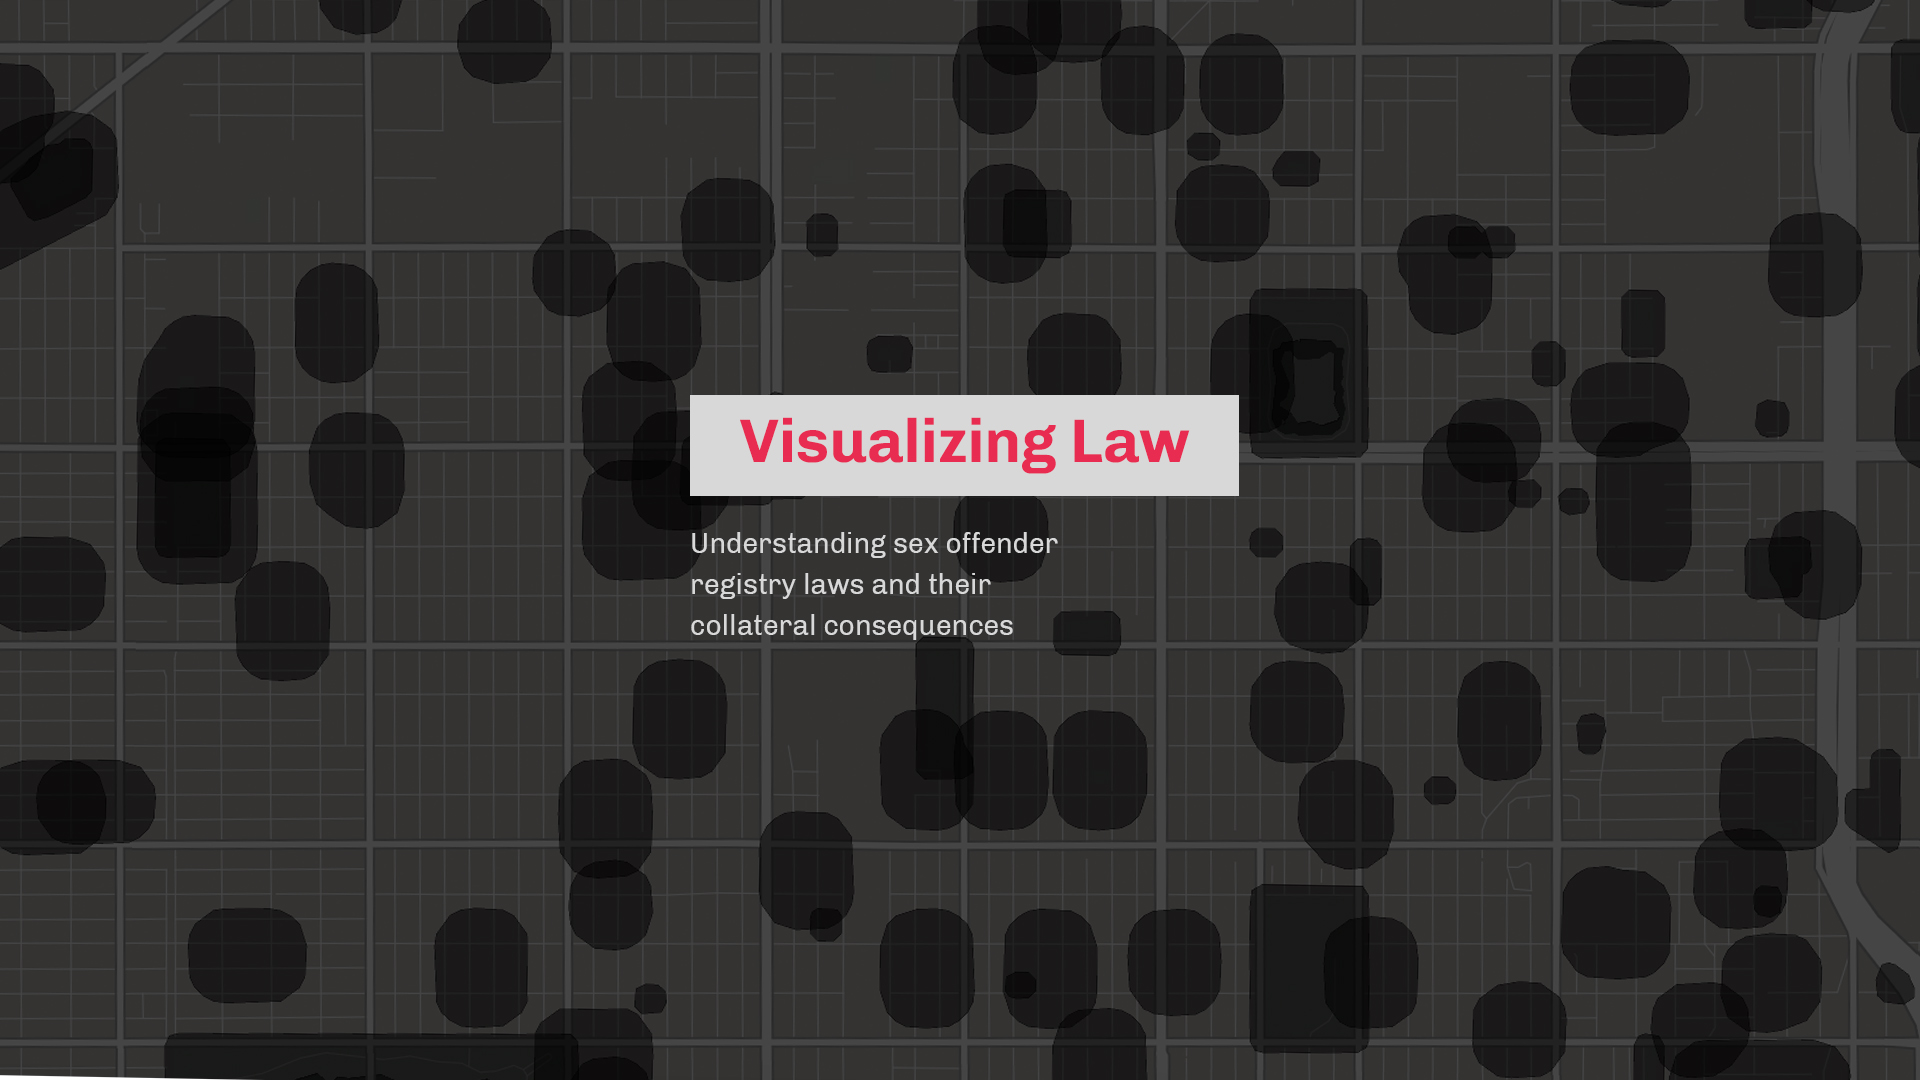 Visualizing Law
Understanding sex offender
registry laws and their
collateral consequences